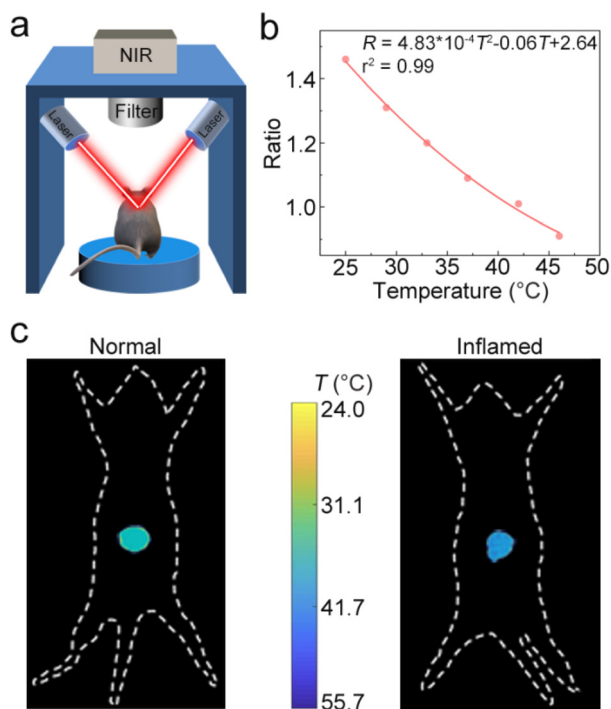 a
NIR
Filter
Laser
Laser
b
R = 4.83*10⁻⁴T²-0.06T+2.64
r² = 0.99
Ratio
1.4
1.2
1.0
25 30 35 40 45 50
Temperature (°C)
c
Normal
Inflamed
T (°C)
24.0
31.1
41.7
55.7